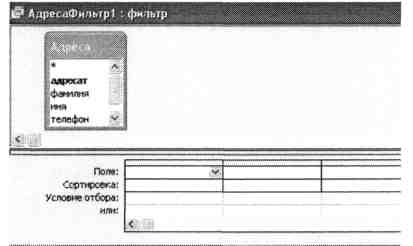 АдресаФильтр1 : фильтр
Адреса
*
адресат
фамилия
имя
телефон
Поле:
Сортировка:
Условие отбора:
или: